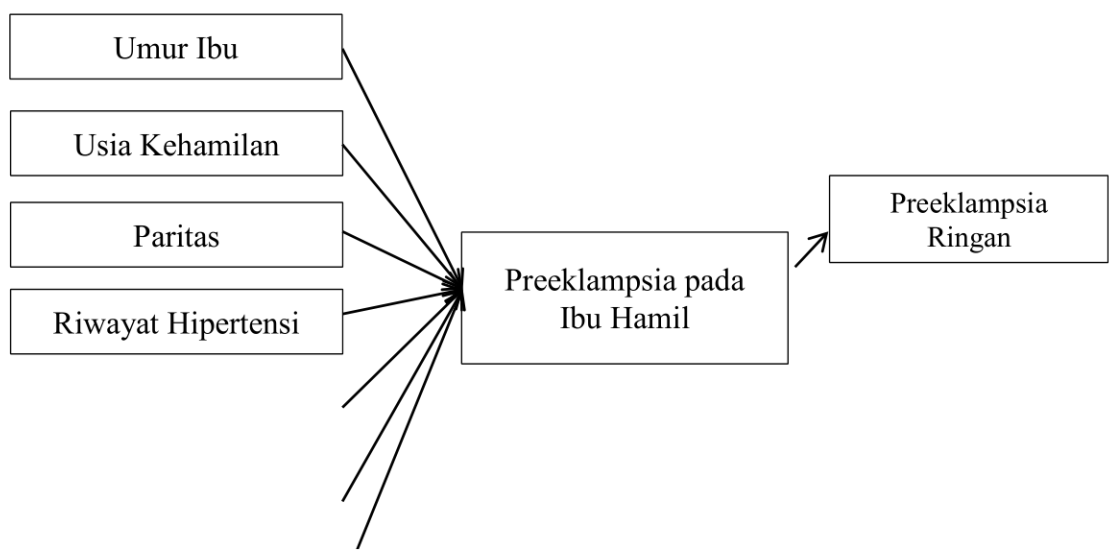 Umur Ibu
Usia Kehamilan
Paritas
Riwayat Hipertensi
Preeklampsia pada
Ibu Hamil
Preeklampsia
Ringan